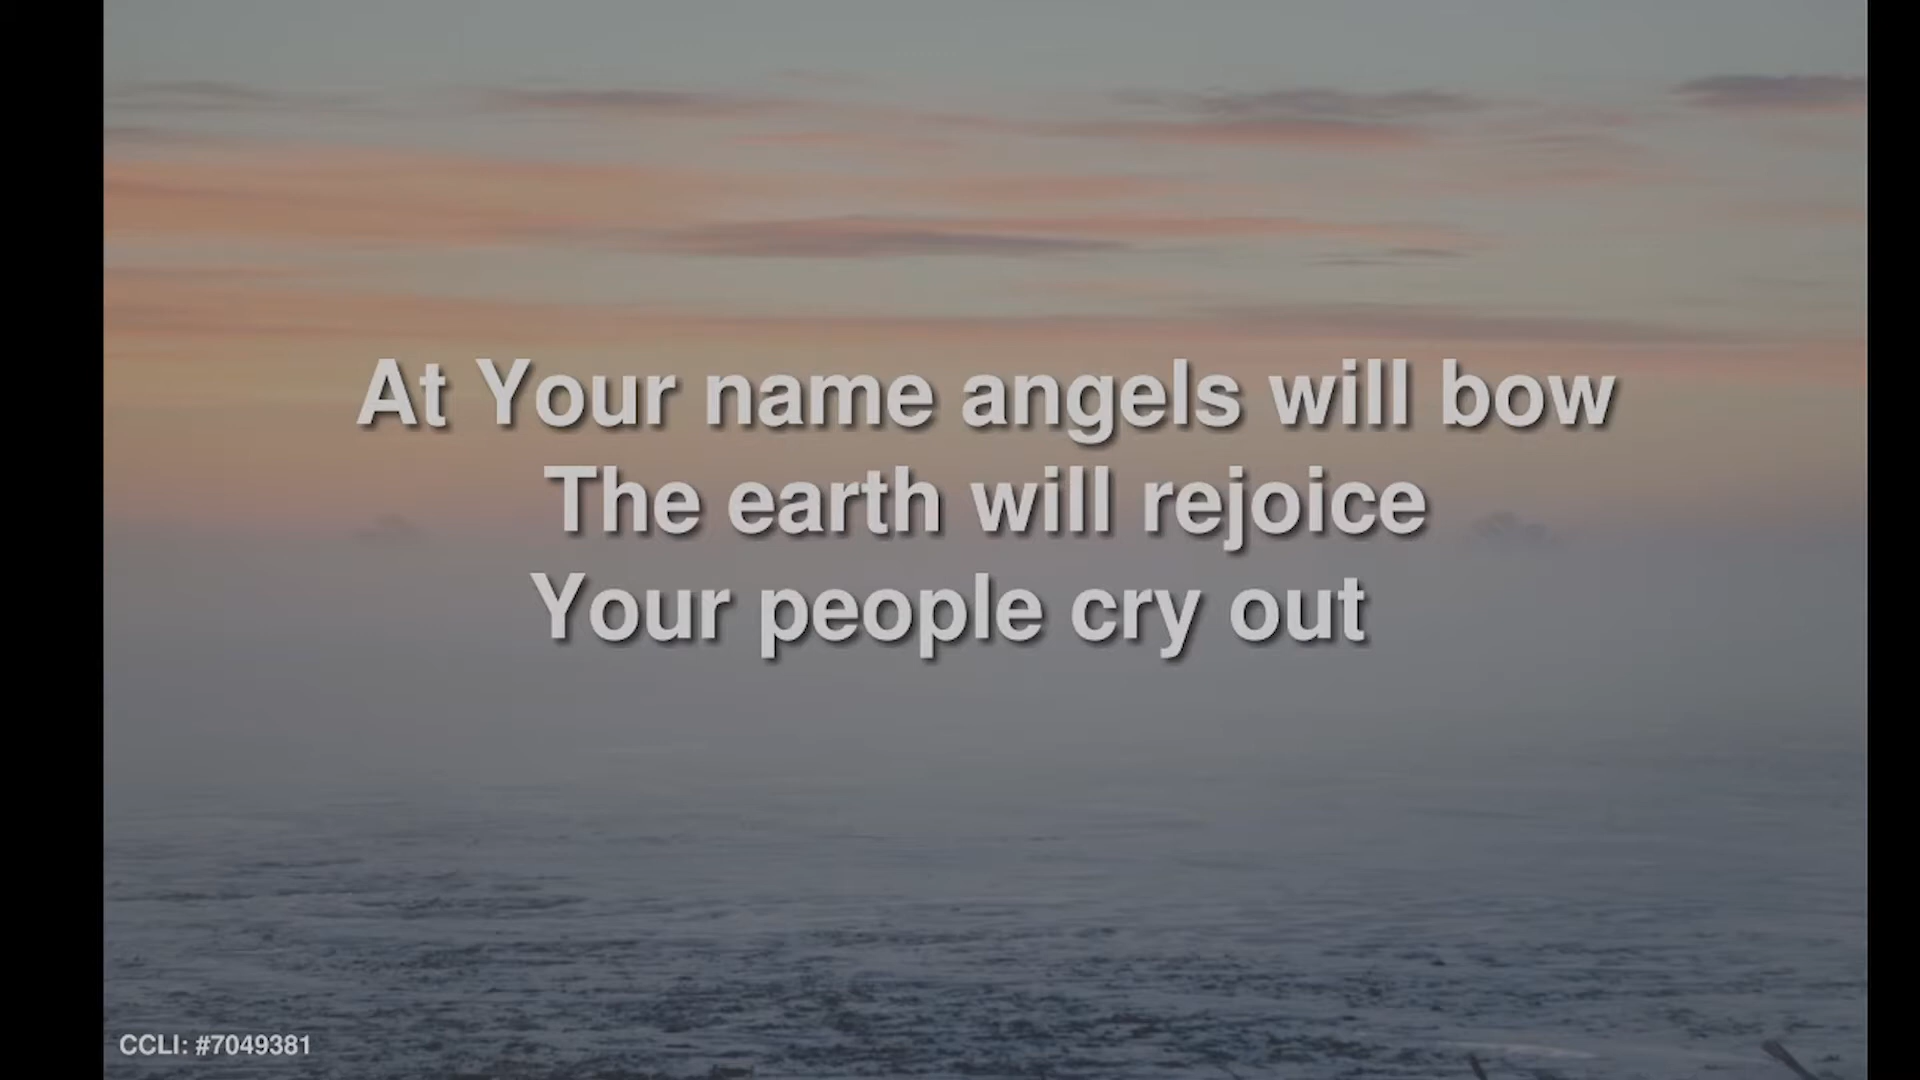 At Your name angels will bow
The earth will rejoice
Your people cry out
CCLI: #7049381